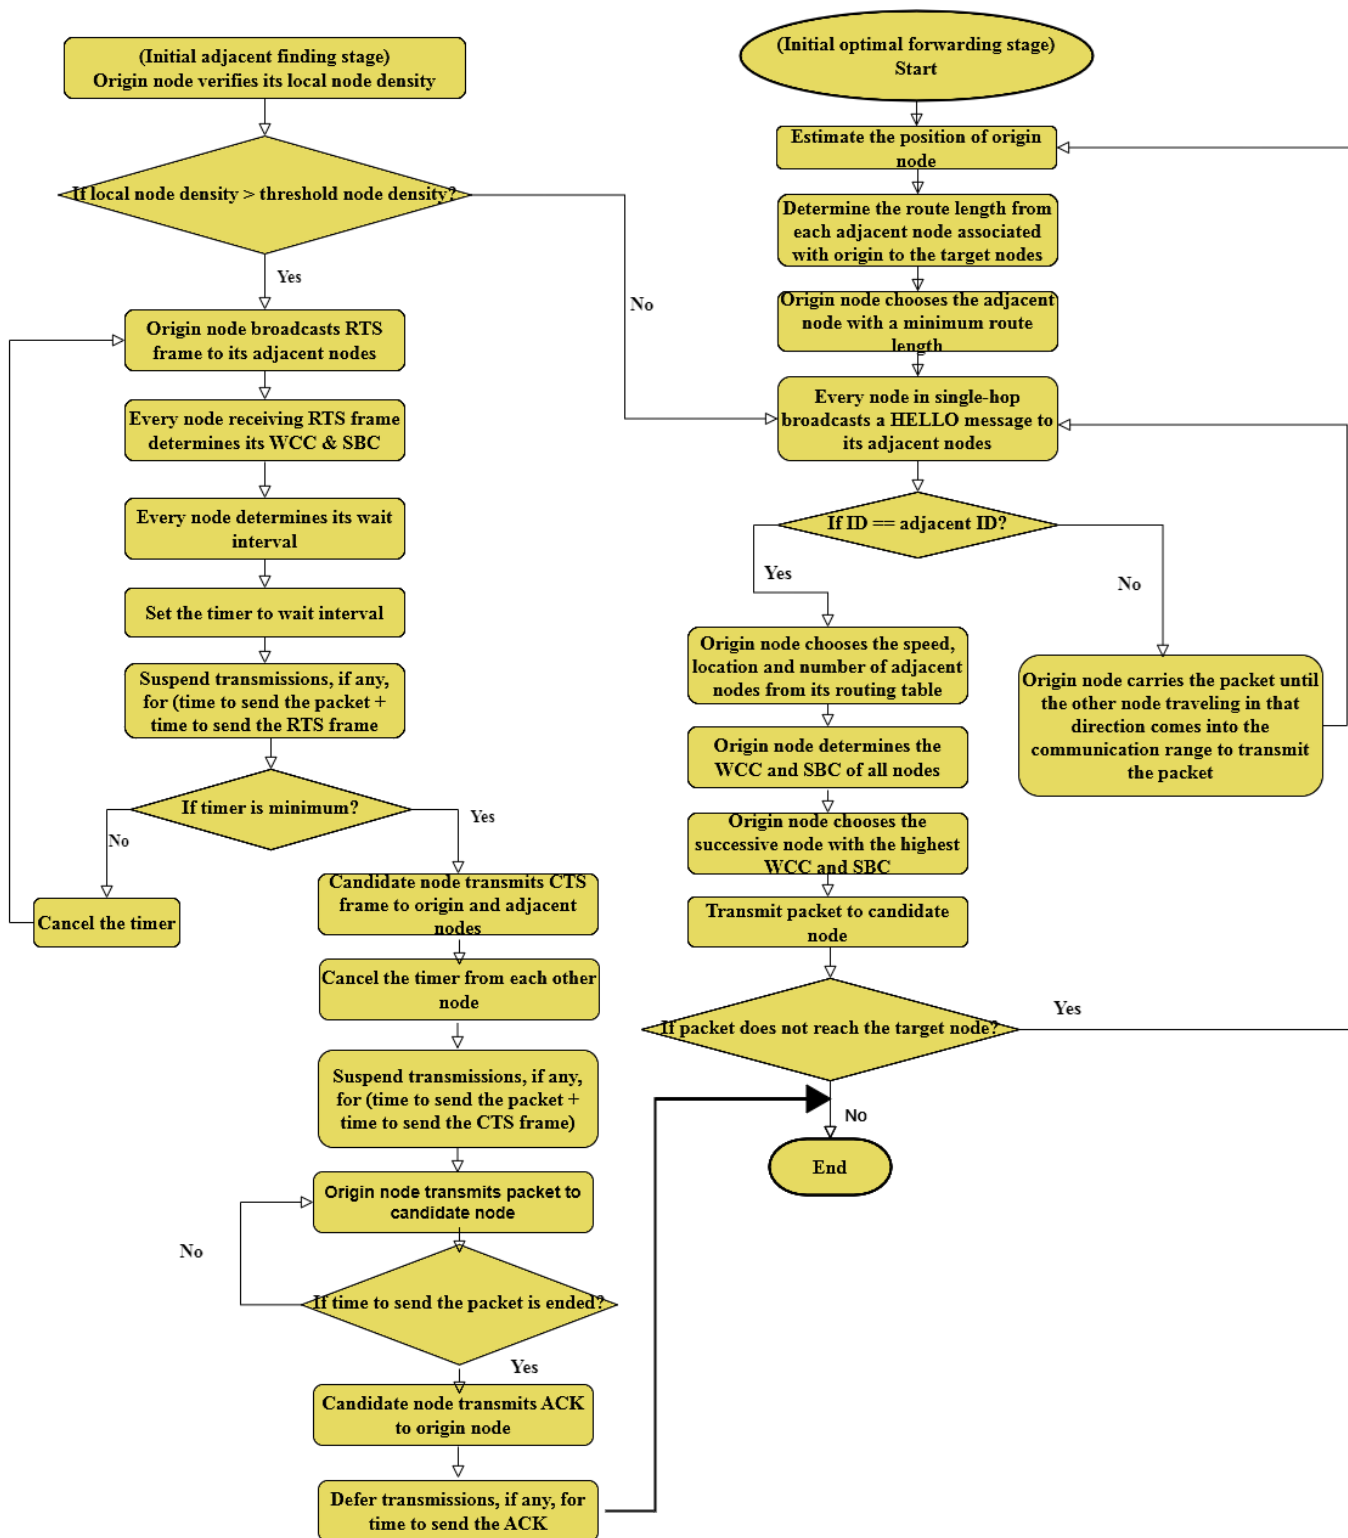 (Initial adjacent finding stage)
Origin node verifies its local node density
If local node density > threshold node density?
Yes
No
Origin node broadcasts RTS
frame to its adjacent nodes
Every node receiving RTS frame
determines its WCC & SBC
Every node determines its wait
interval
Set the timer to wait interval
Suspend transmissions, if any,
for (time to send the packet +
time to send the RTS frame
If timer is minimum?
No
Yes
Cancel the timer
Candidate node transmits CTS
frame to origin and adjacent
nodes
Cancel the timer from each other
node
Suspend transmissions, if any,
for (time to send the packet +
time to send the CTS frame)
Origin node transmits packet to
candidate node
No
If time to send the packet is ended?
Yes
Candidate node transmits ACK
to origin node
Defer transmissions, if any, for
time to send the ACK
(Initial optimal forwarding stage)
Start
Estimate the position of origin
node
Determine the route length from
each adjacent node associated
with origin to the target nodes
Origin node chooses the adjacent
node with a minimum route
length
Every node in single-hop
broadcasts a HELLO message to
its adjacent nodes
If ID == adjacent ID?
Yes
No
Origin node chooses the speed,
location and number of adjacent
nodes from its routing table
Origin node carries the packet until
the other node traveling in that
direction comes into the
communication range to transmit
the packet
Origin node determines the
WCC and SBC of all nodes
Origin node chooses the
successive node with the highest
WCC and SBC
Transmit packet to candidate
node
If packet does not reach the target node?
Yes
No
End